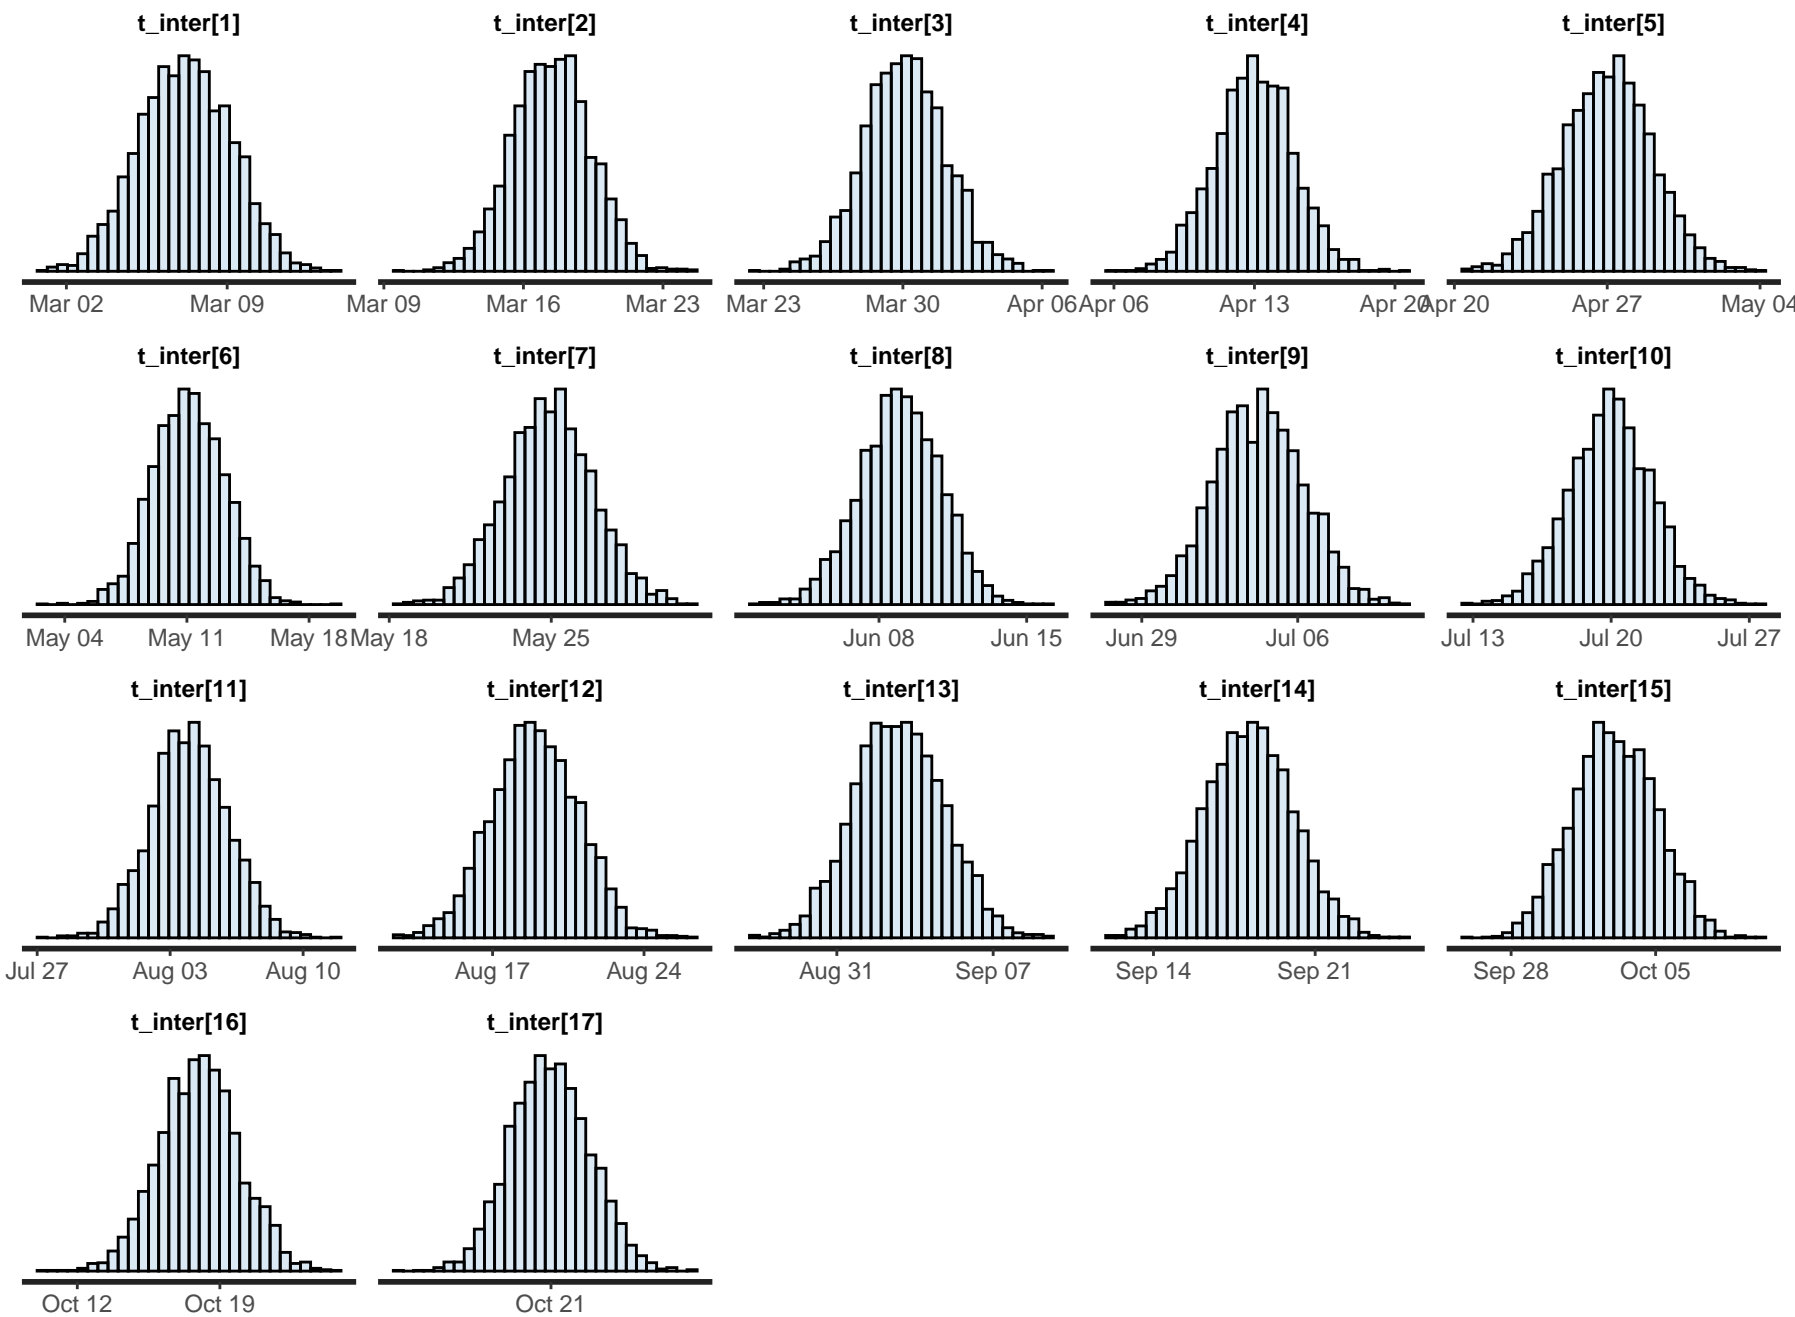 t_inter[1] t_inter[2] t_inter[3] t_inter[4] t_inter[5]
Mar 02 Mar 09 Mar 09 Mar 16 Mar 23 Mar 23 Mar 30 Apr 06 Apr 06 Apr 13 Apr 20 Apr 20 Apr 27 May 04
t_inter[6] t_inter[7] t_inter[8] t_inter[9] t_inter[10]
May 04 May 11 May 18 May 18 May 25 Jun 08 Jun 15 Jun 29 Jul 06 Jul 13 Jul 20 Jul 27
t_inter[11] t_inter[12] t_inter[13] t_inter[14] t_inter[15]
Jul 27 Aug 03 Aug 10 Aug 17 Aug 24 Aug 31 Sep 07 Sep 14 Sep 21 Sep 28 Oct 05
t_inter[16] t_inter[17]
Oct 12 Oct 19 Oct 21